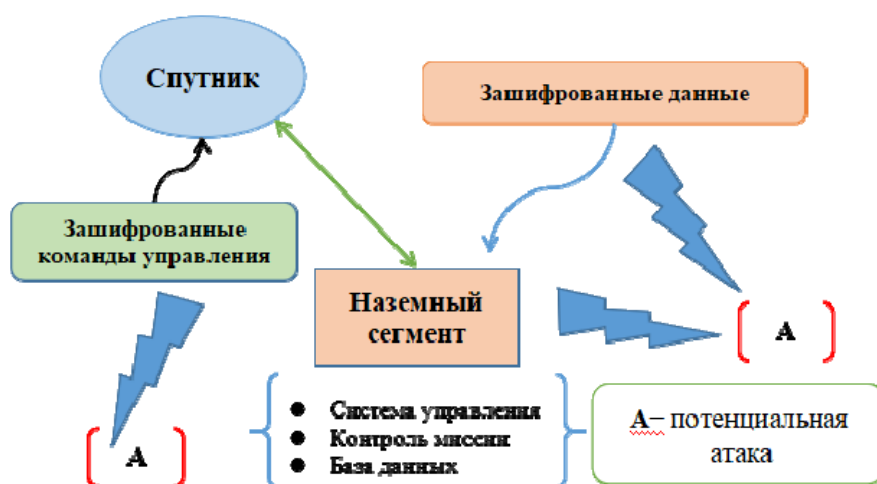 Спутник
Зашифрованные данные
Зашифрованные
команды управления
Наземный
сегмент
А
● Система управления
● Контроль миссии
● База данных
А– потенциальная
атака
А